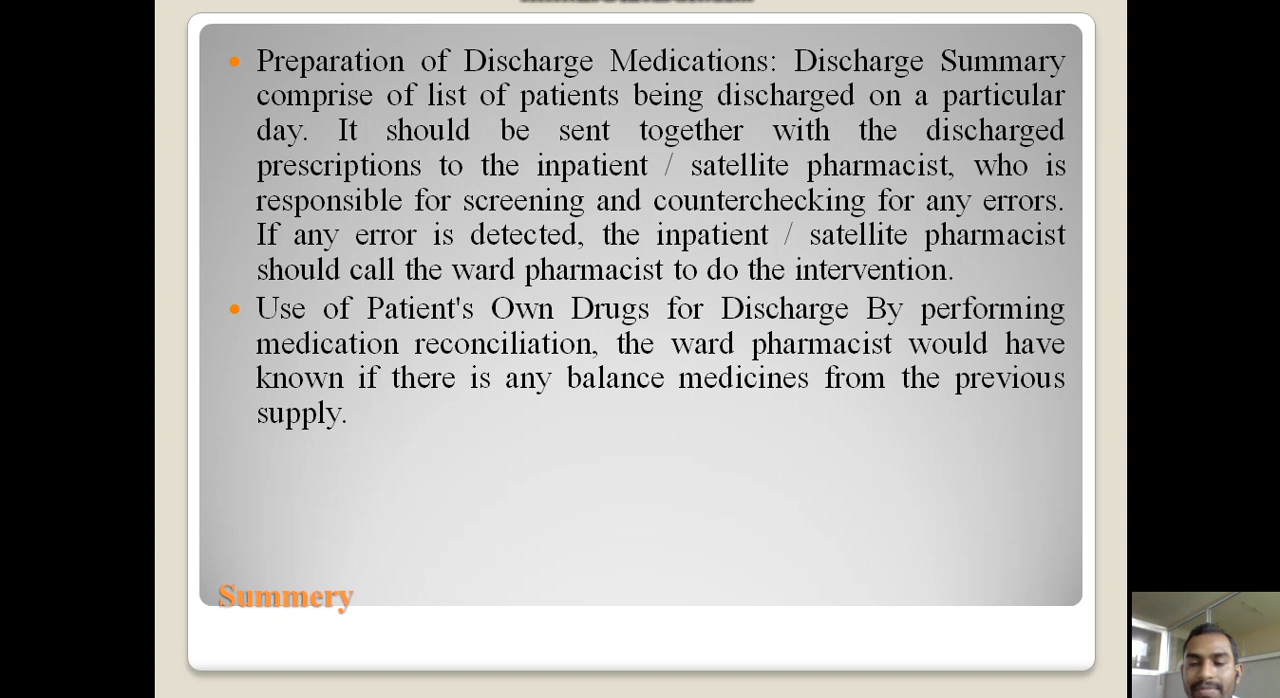 Preparation of Discharge Medications: Discharge Summary
comprise of list of patients being discharged on a particular
day. It should be sent together with the discharged
prescriptions to the inpatient / satellite pharmacist, who is
responsible for screening and counterchecking for any errors.
If any error is detected, the inpatient / satellite pharmacist
should call the ward pharmacist to do the intervention.
Use of Patient's Own Drugs for Discharge By performing
medication reconciliation, the ward pharmacist would have
known if there is any balance medicines from the previous
supply.
Summery